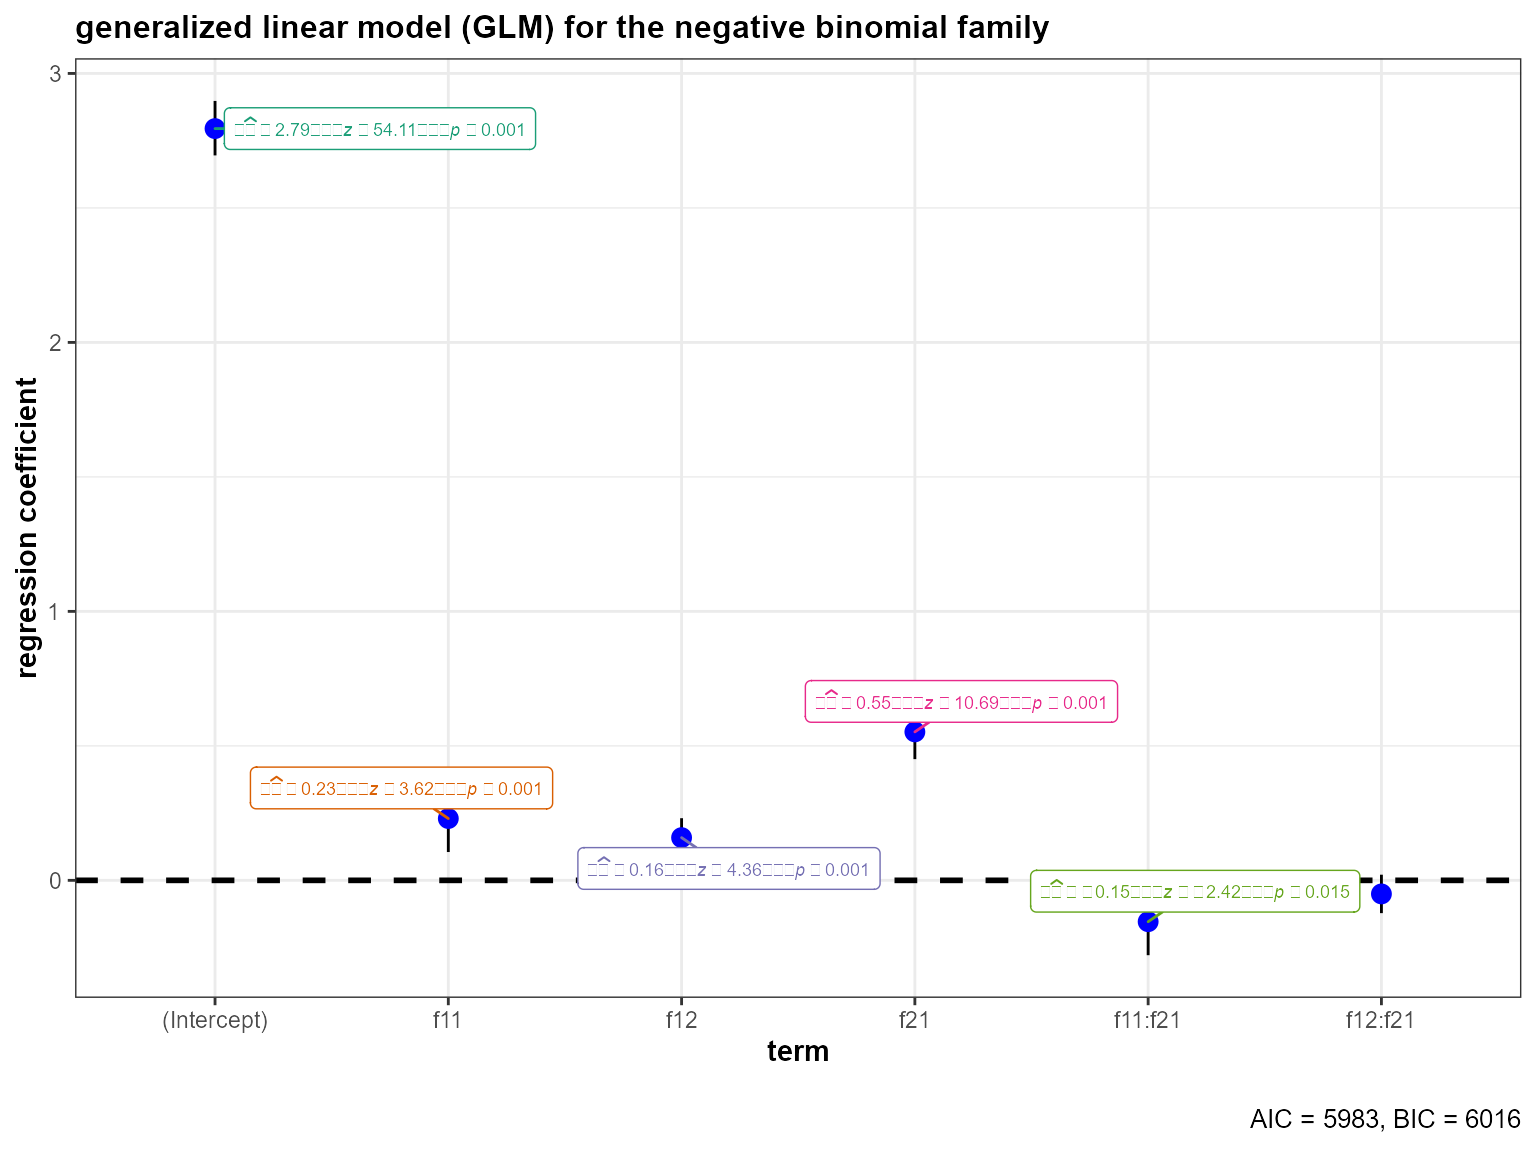 generalized linear model (GLM) for the negative binomial family
3
2
1
0
regression coefficient
□□ □ 2.79□□□z □ 54.11□□□p □ 0.001
□□ □ 0.23□□□z □ 3.62□□□p □ 0.001
□□ □ 0.16□□□z □ 4.36□□□p □ 0.001
□□ □ 0.55□□□z □ 10.69□□□p □ 0.001
□□ □ □0.15□□□z □ □2.42□□□p □ 0.015
(Intercept) f11 f12 f21 f11:f21 f12:f21
term
AIC = 5983, BIC = 6016